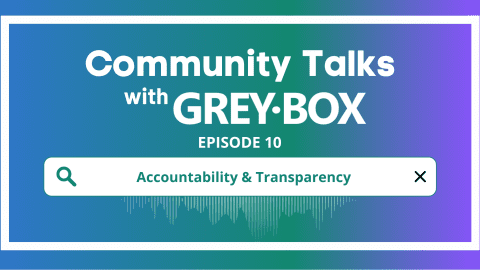 Community Talks
with GREY·BOX
EPISODE 10
Accountability & Transparency